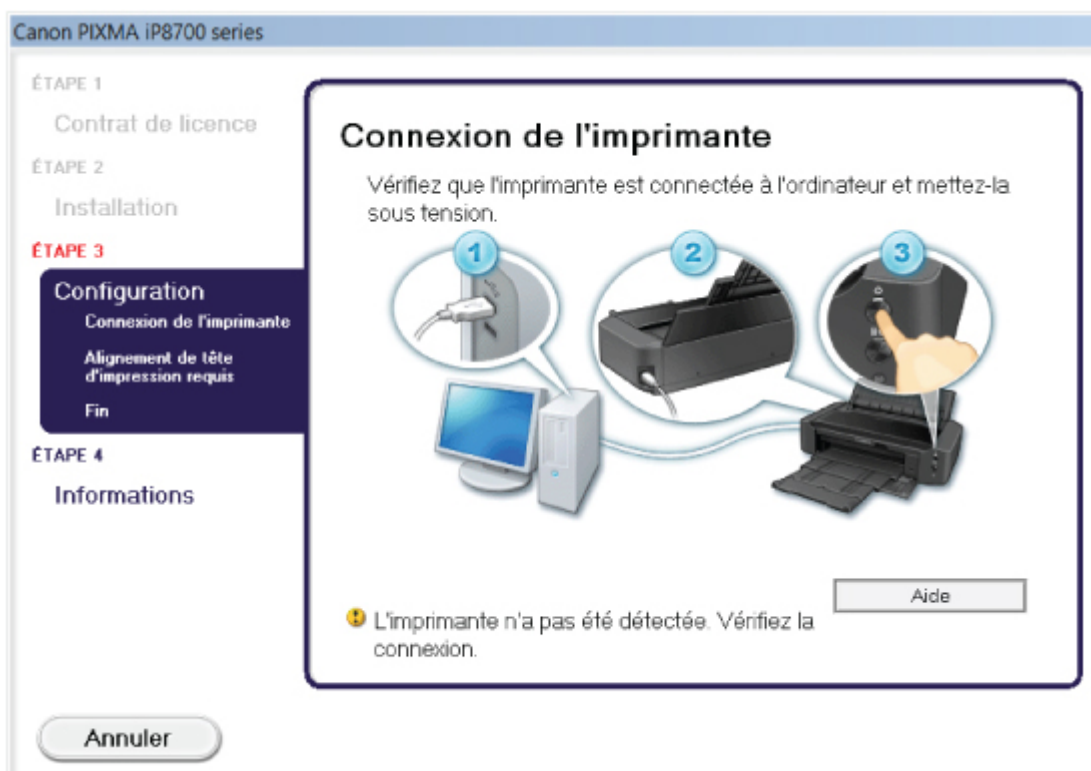 Canon PIXMA iP8700 series
ÉTAPE 1
Contrat de licence
ÉTAPE 2
Installation
ÉTAPE 3
Configuration
Connexion de l'imprimante
Alignement de tête
d'impression requis
Fin
ÉTAPE 4
Informations
Connexion de l'imprimante
Vérifiez que l'imprimante est connectée à l'ordinateur et mettez-la
sous tension.
1
2
3
Aide
L'imprimante n'a pas été détectée. Vérifiez la
connexion.
Annuler